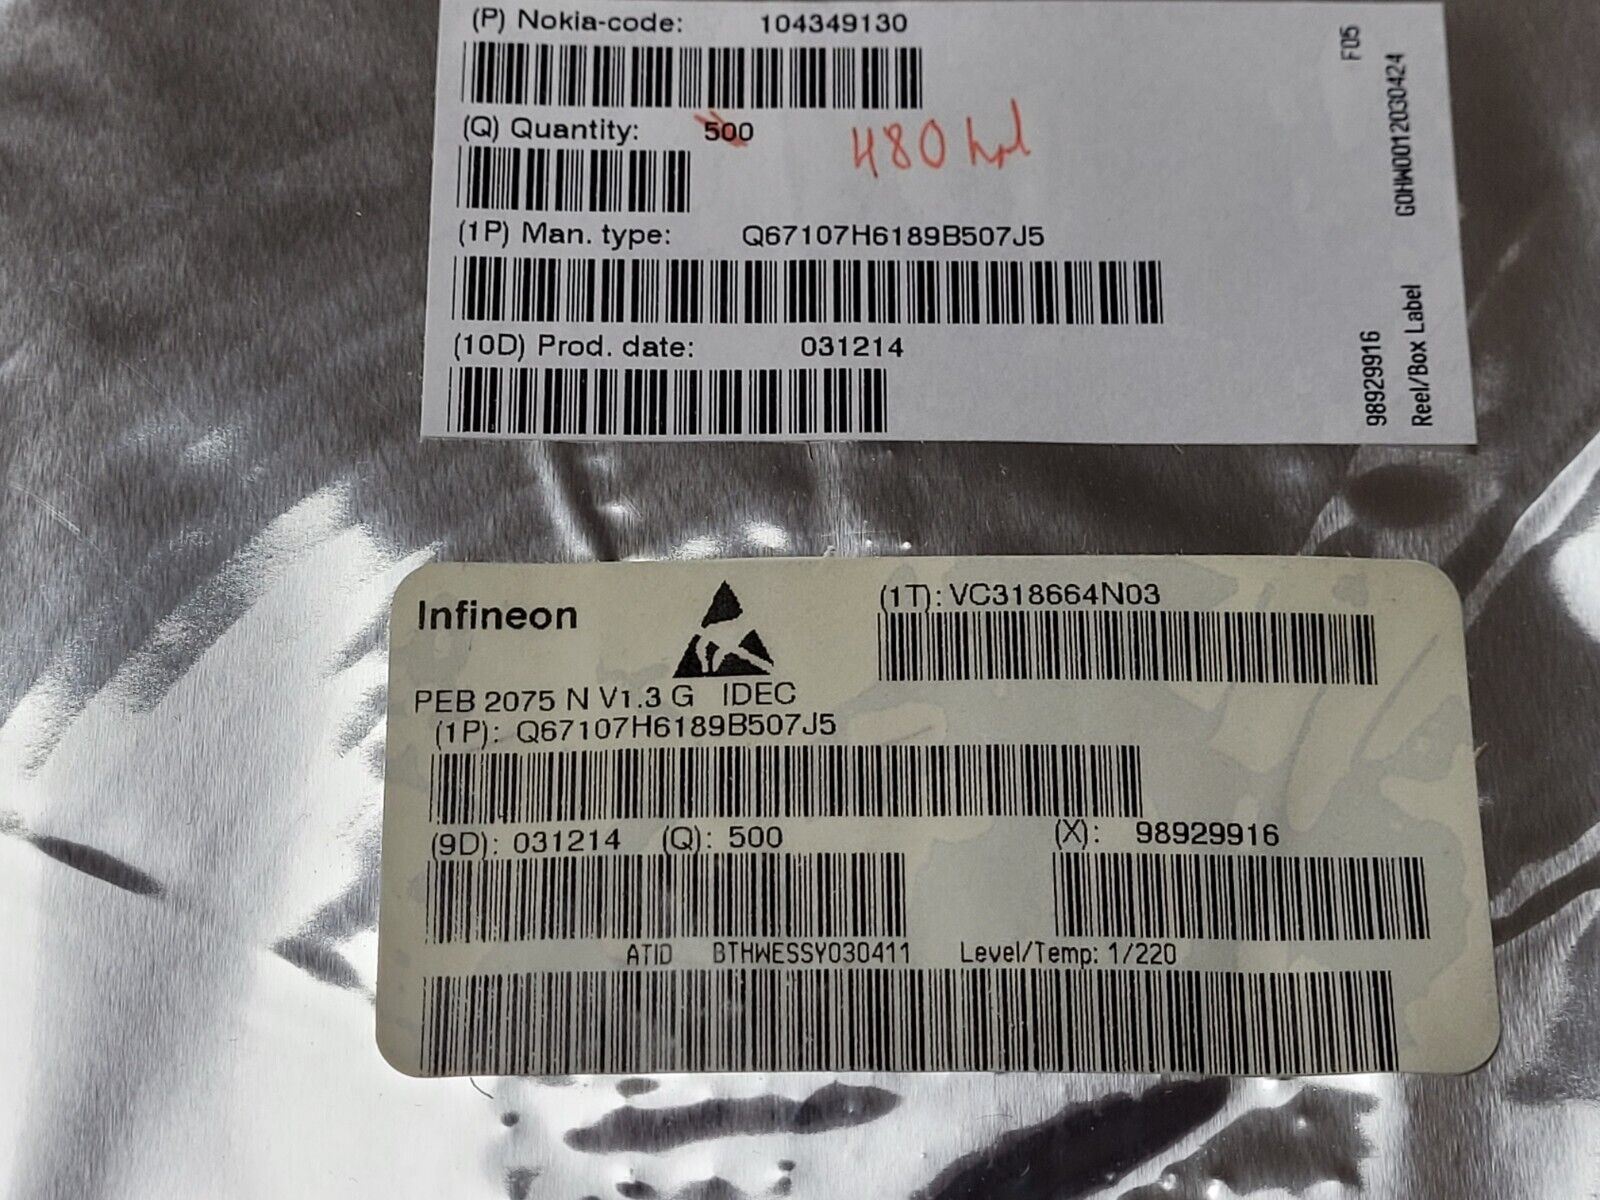 (P) Nokia-code: 104349130
(Q) Quantity: 500
480
(1P) Man. type: Q67107H6189B507J5
(10D) Prod. date: 031214
F05
G0HW0012030424
98929916
Reel/Box Label
Infineon
(1T): VC318664N03
PEB 2075 N V1.3 G IDEC
(1P): Q67107H6189B507J5
(9D): 031214 (Q): 500 (X): 98929916
ATID BTHWESSY030411 Level/Temp: 1/220